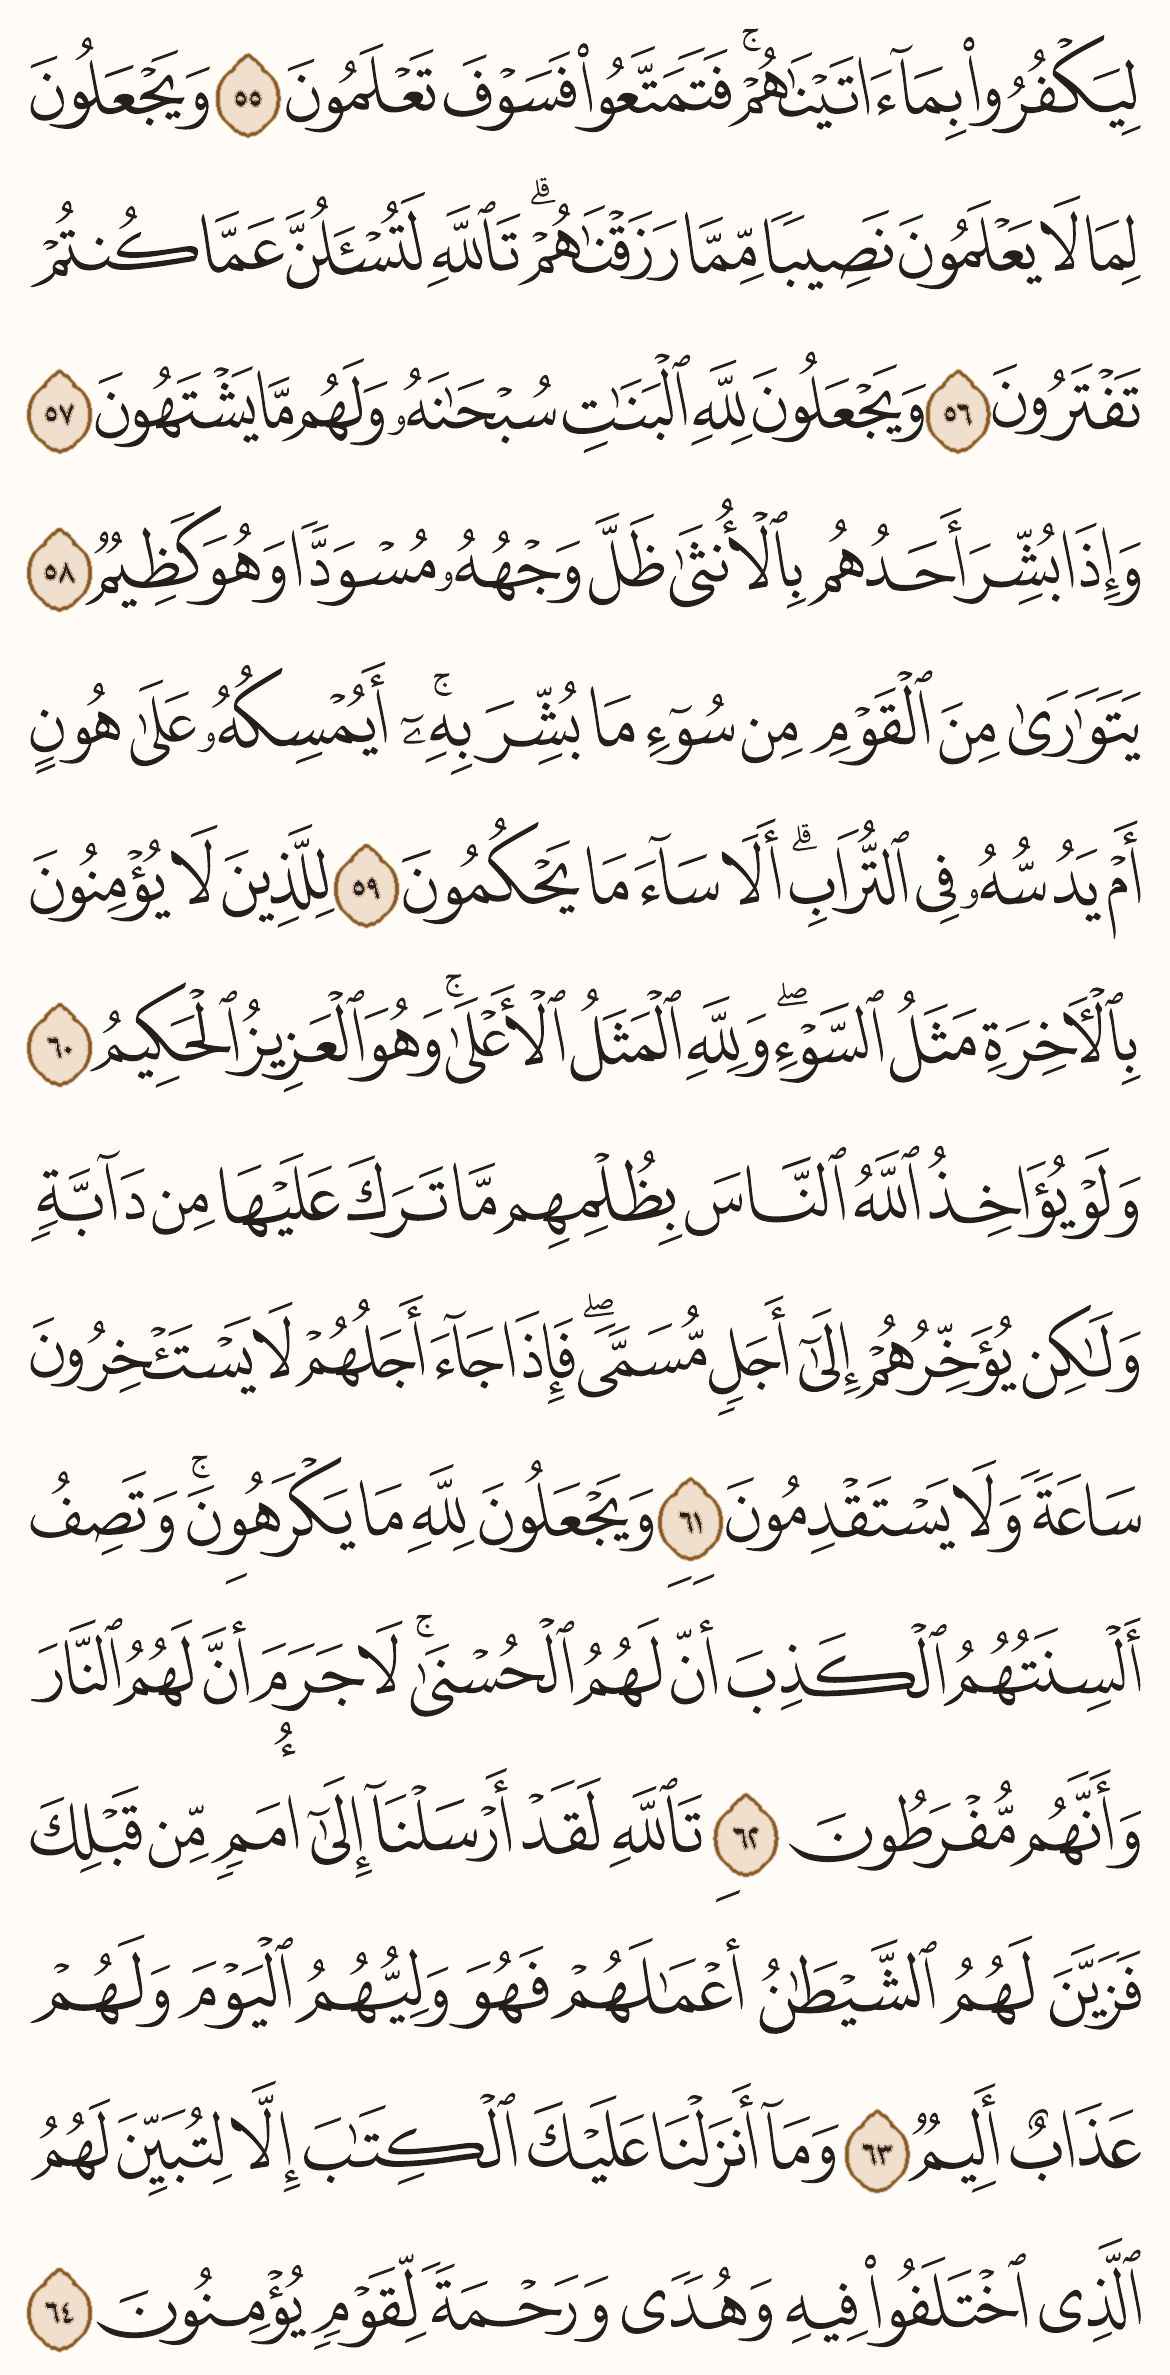 لِيَكْفُرُوا۟ بِمَآ ءَاتَيْنَـٰهُمْ ۚ فَتَمَتَّعُوا۟ فَسَوْفَ تَعْلَمُونَ ٥٥ وَيَجْعَلُونَ
لِمَا لَا يَعْلَمُونَ نَصِيبًا مِّمَّا رَزَقْنَـٰهُمْ ۗ تَٱللَّهِ لَتُسْـَٔلُنَّ عَمَّا كُنتُمْ
تَفْتَرُونَ ٥٦ وَيَجْعَلُونَ لِلَّهِ ٱلْبَنَـٰتِ سُبْحَـٰنَهُۥ وَلَهُم مَّا يَشْتَهُونَ ٥٧
وَإِذَا بُشِّرَ أَحَدُهُم بِٱلْأُنثَىٰ ظَلَّ وَجْهُهُۥ مُسْوَدًّا وَهُوَ كَظِيمٌ ٥٨
يَتَوَٰرَىٰ مِنَ ٱلْقَوْمِ مِن سُوٓءِ مَا بُشِّرَ بِهِۦٓ ۚ أَيُمْسِكُهُۥ عَلَىٰ هُونٍ
أَمْ يَدُسُّهُۥ فِى ٱلتُّرَابِ ۗ أَلَا سَآءَ مَا يَحْكُمُونَ ٥٩ لِلَّذِينَ لَا يُؤْمِنُونَ
بِٱلْـَٔاخِرَةِ مَثَلُ ٱلسَّوْءِ ۖ وَلِلَّهِ ٱلْمَثَلُ ٱلْأَعْلَىٰ ۚ وَهُوَ ٱلْعَزِيزُ ٱلْحَكِيمُ ٦٠
وَلَوْ يُؤَاخِذُ ٱللَّهُ ٱلنَّاسَ بِظُلْمِهِم مَّا تَرَكَ عَلَيْهَا مِن دَآبَّةٍ
وَلَـٰكِن يُؤَخِّرُهُمْ إِلَىٰٓ أَجَلٍ مُّسَمًّى ۖ فَإِذَا جَآءَ أَجَلُهُمْ لَا يَسْتَـْٔخِرُونَ
سَاعَةً وَلَا يَسْتَقْدِمُونَ ٦١ وَيَجْعَلُونَ لِلَّهِ مَا يَكْرَهُونَ ۚ وَتَصِفُ
أَلْسِنَتُهُمُ ٱلْكَذِبَ أَنَّ لَهُمُ ٱلْحُسْنَىٰ ۚ لَا جَرَمَ أَنَّ لَهُمُ ٱلنَّارَ
وَأَنَّهُم مُّفْرَطُونَ ٦٢ تَٱللَّهِ لَقَدْ أَرْسَلْنَآ إِلَىٰٓ أُمَمٍ مِّن قَبْلِكَ
فَزَيَّنَ لَهُمُ ٱلشَّيْطَـٰنُ أَعْمَـٰلَهُمْ فَهُوَ وَلِيُّهُمُ ٱلْيَوْمَ وَلَهُمْ
عَذَابٌ أَلِيمٌ ٦٣ وَمَآ أَنزَلْنَا عَلَيْكَ ٱلْكِتَـٰبَ إِلَّا لِتُبَيِّنَ لَهُمُ
ٱلَّذِى ٱخْتَلَفُوا۟ فِيهِ وَهُدًى وَرَحْمَةً لِّقَوْمٍ يُؤْمِنُونَ ٦٤